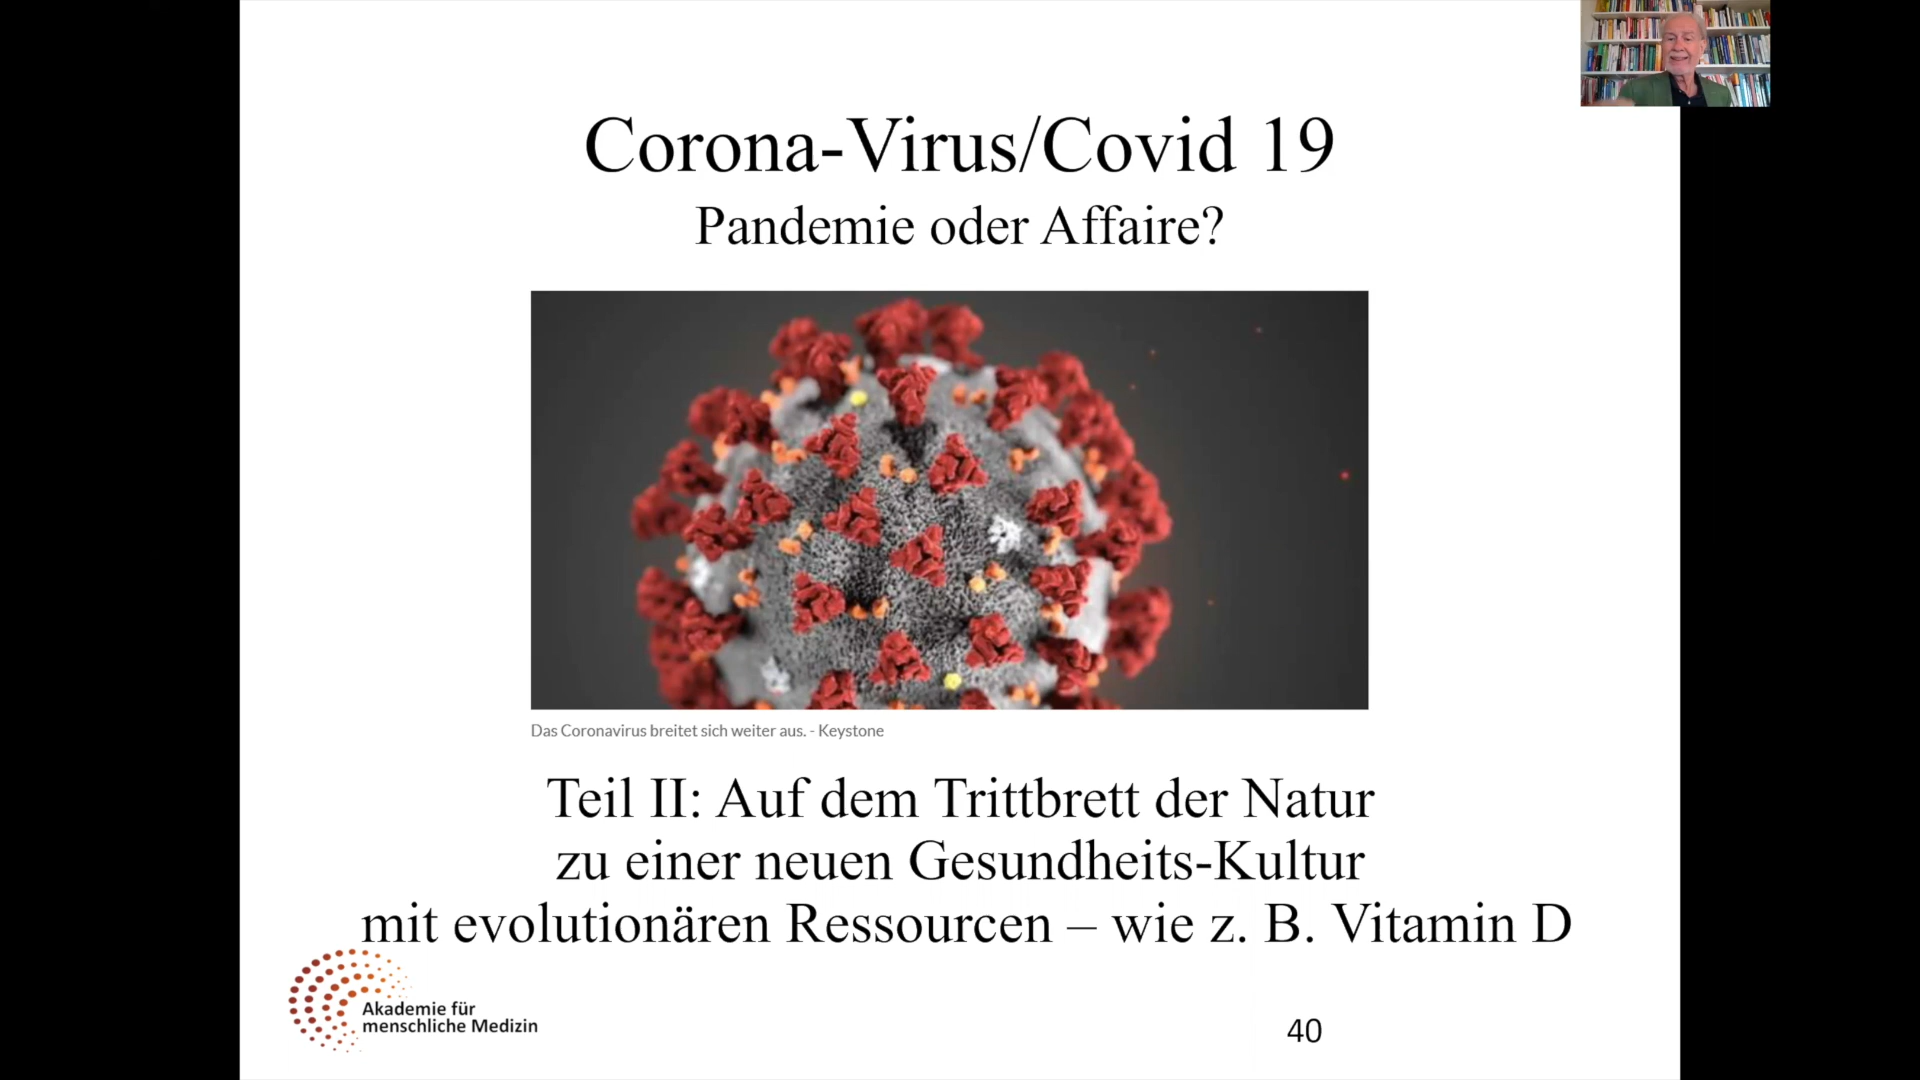 Corona-Virus/Covid 19
Pandemie oder Affaire?
Das Coronavirus breitet sich weiter aus. - Keystone
Teil II: Auf dem Trittbrett der Natur
zu einer neuen Gesundheits-Kultur
mit evolutionären Ressourcen – wie z. B. Vitamin D
Akademie für
menschliche Medizin
40